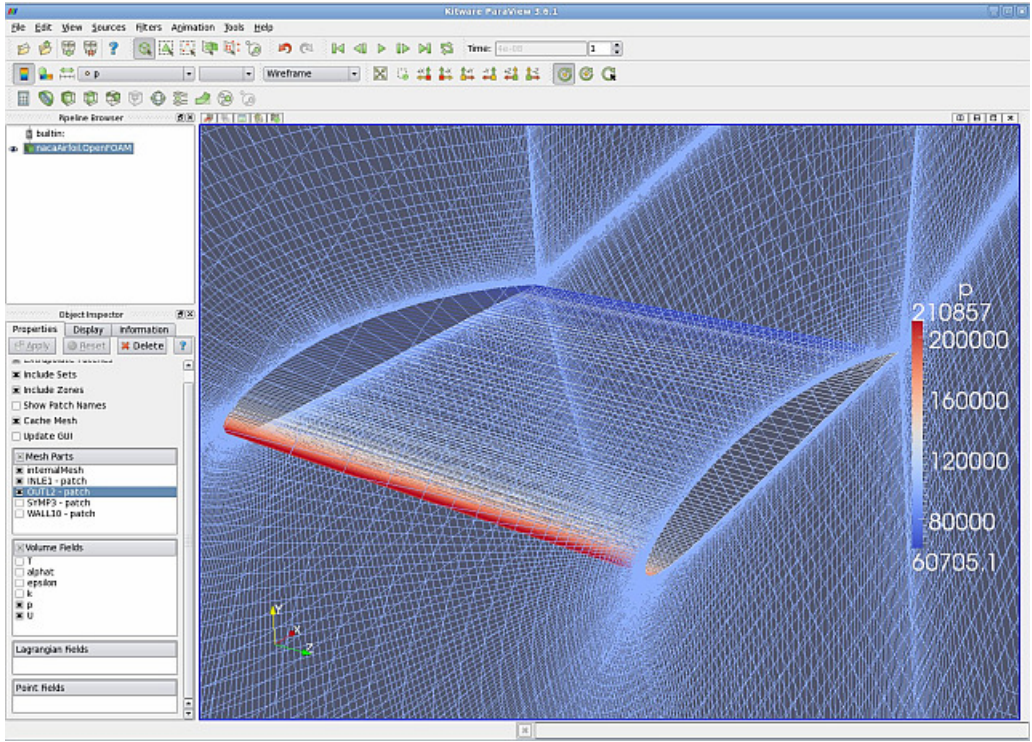 Kitware ParaView 3.6.1
File Edit View Sources Filters Animation Tools Help
Time: 4e-08 1
p Wireframe
Pipeline Browser
builtin:
nacaAirfoil.OpenFOAM
Object Inspector
Properties Display Information
Apply Reset Delete ?
Include Sets
Include Zones
Show Patch Names
Cache Mesh
Update GUI
Mesh Parts
internalMesh
INLE1 - patch
OUTL2 - patch
SYMP3 - patch
WALL10 - patch
Volume Fields
T
alphat
epsilon
k
p
U
Lagrangian Fields
Point Fields
p
210857
200000
160000
120000
80000
60705.1
Y
X
Z